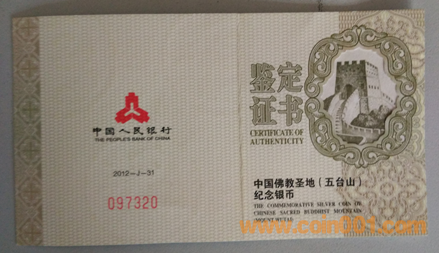 中国人民银行
THE PEOPLE'S BANK OF CHINA
2012-J-31
097320
鉴定
证书
CERTIFICATE OF
AUTHENTICITY
中国佛教圣地（五台山）
纪念银币
THE COMMEMORATIVE SILVER COIN ON
CHINESE SACRED BUDDHIST MOUNTAIN
(MOUNT WUTAI)
www.coin001.com